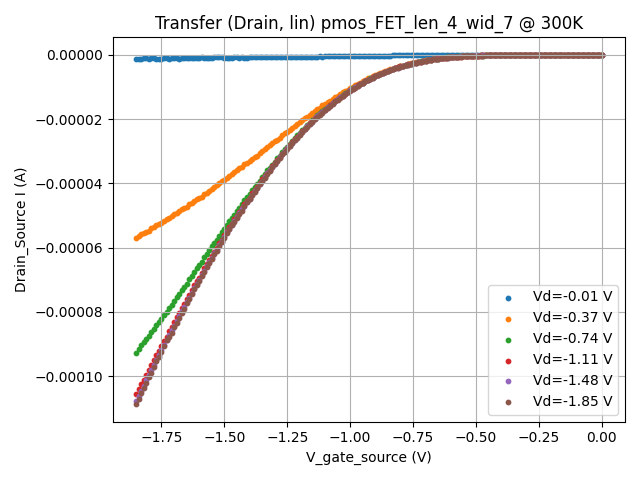 Transfer (Drain, lin) pmos_FET_len_4_wid_7 @ 300K
0.00000
−0.00002
−0.00004
−0.00006
−0.00008
−0.00010
Drain_Source I (A)
Vd=-0.01 V
Vd=-0.37 V
Vd=-0.74 V
Vd=-1.11 V
Vd=-1.48 V
Vd=-1.85 V
−1.75 −1.50 −1.25 −1.00 −0.75 −0.50 −0.25 0.00
V_gate_source (V)